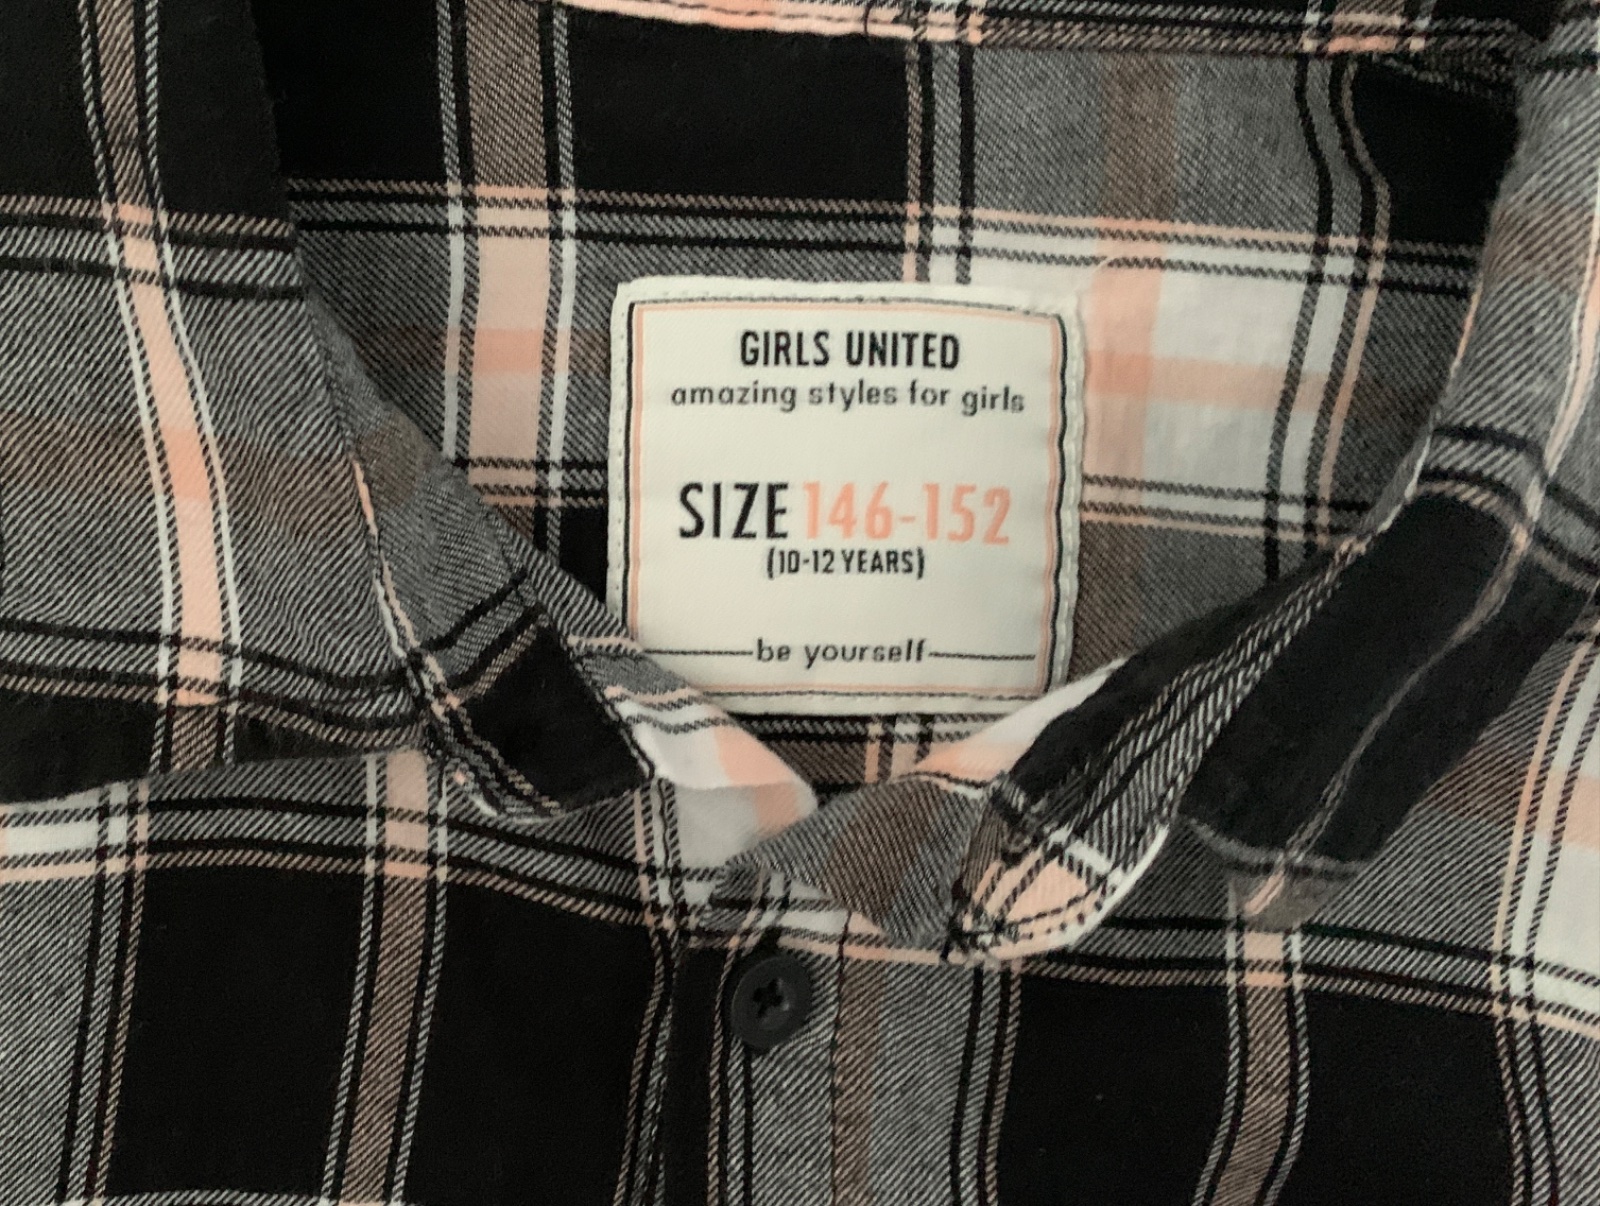 GIRLS UNITED
amazing styles for girls
SIZE 146-152
(10-12 YEARS)
be yourself